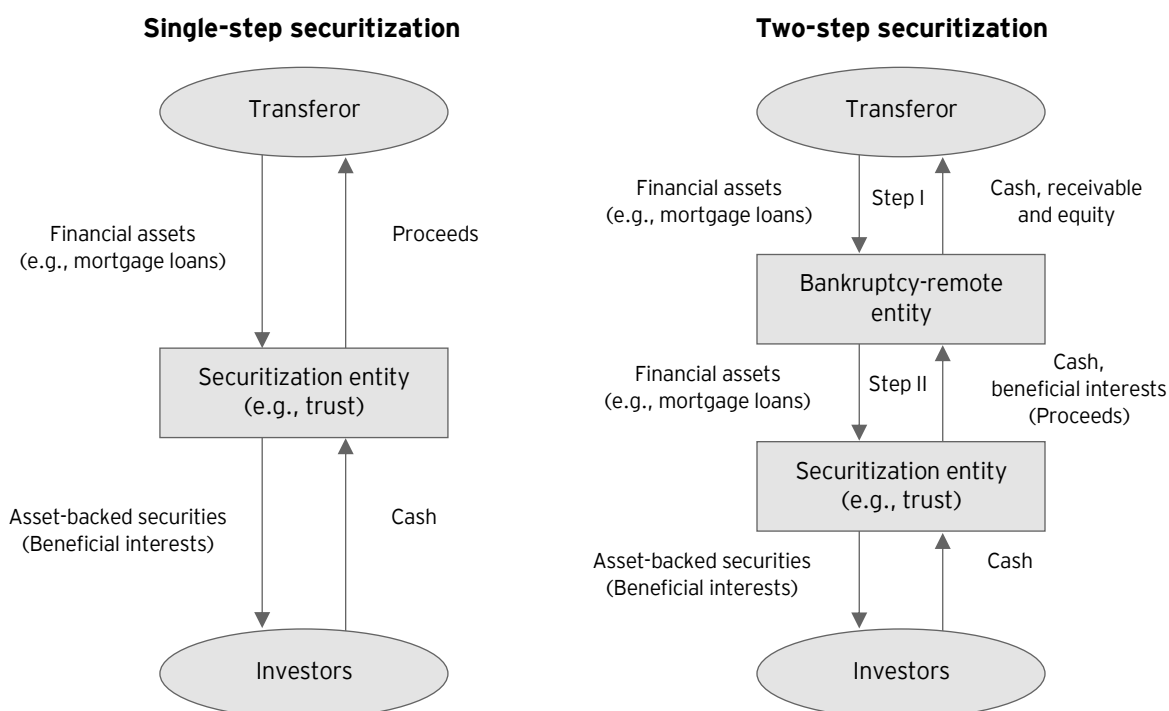 Single-step securitization
Transferor
Financial assets
(e.g., mortgage loans)
Proceeds
Securitization entity
(e.g., trust)
Asset-backed securities
(Beneficial interests)
Cash
Investors
Two-step securitization
Transferor
Financial assets
(e.g., mortgage loans)
Step I
Cash, receivable
and equity
Bankruptcy-remote
entity
Financial assets
(e.g., mortgage loans)
Step II
Cash,
beneficial interests
(Proceeds)
Securitization entity
(e.g., trust)
Asset-backed securities
(Beneficial interests)
Cash
Investors